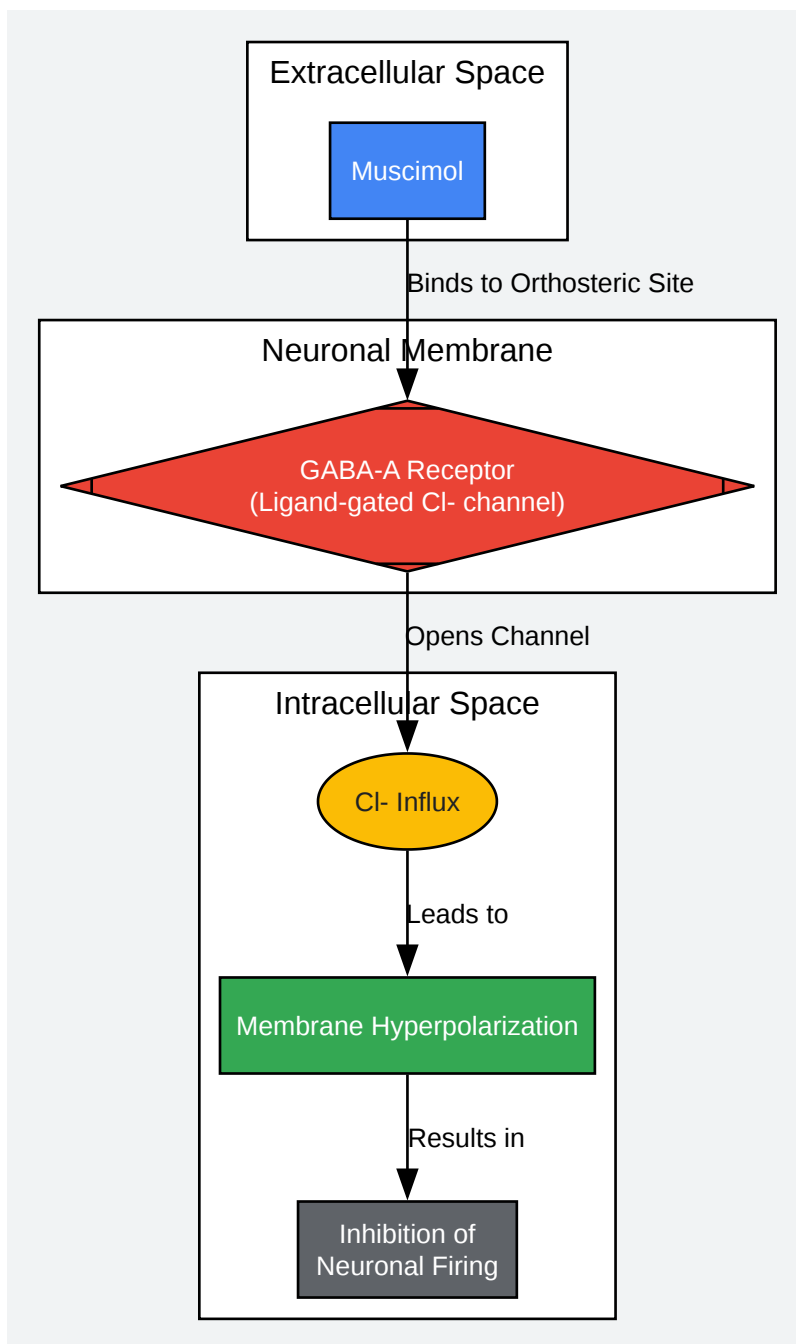 Extracellular Space
Muscimol
Binds to Orthosteric Site
Neuronal Membrane
GABA-A Receptor
(Ligand-gated Cl- channel)
Opens Channel
Intracellular Space
Cl- Influx
Leads to
Membrane Hyperpolarization
Results in
Inhibition of
Neuronal Firing